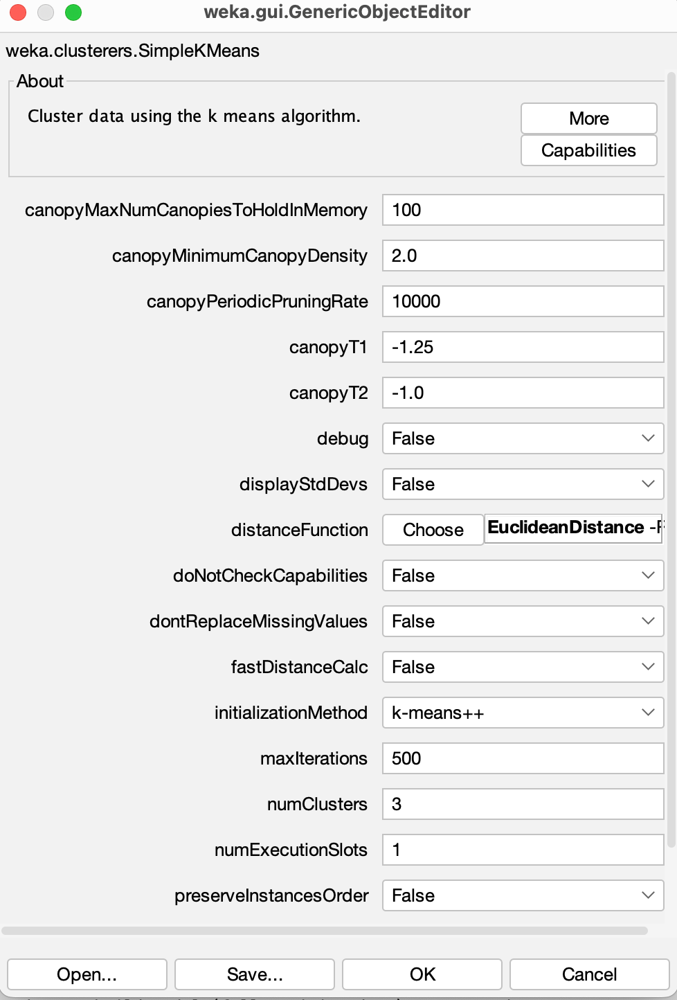 weka.gui.GenericObjectEditor
weka.clusterers.SimpleKMeans
About
Cluster data using the k means algorithm.
More
Capabilities
canopyMaxNumCanopiesToHoldInMemory 100
canopyMinimumCanopyDensity 2.0
canopyPeriodicPruningRate 10000
canopyT1 -1.25
canopyT2 -1.0
debug False
displayStdDevs False
distanceFunction Choose EuclideanDistance
doNotCheckCapabilities False
dontReplaceMissingValues False
fastDistanceCalc False
initializationMethod k-means++
maxIterations 500
numClusters 3
numExecutionSlots 1
preserveInstancesOrder False
Open... Save... OK Cancel